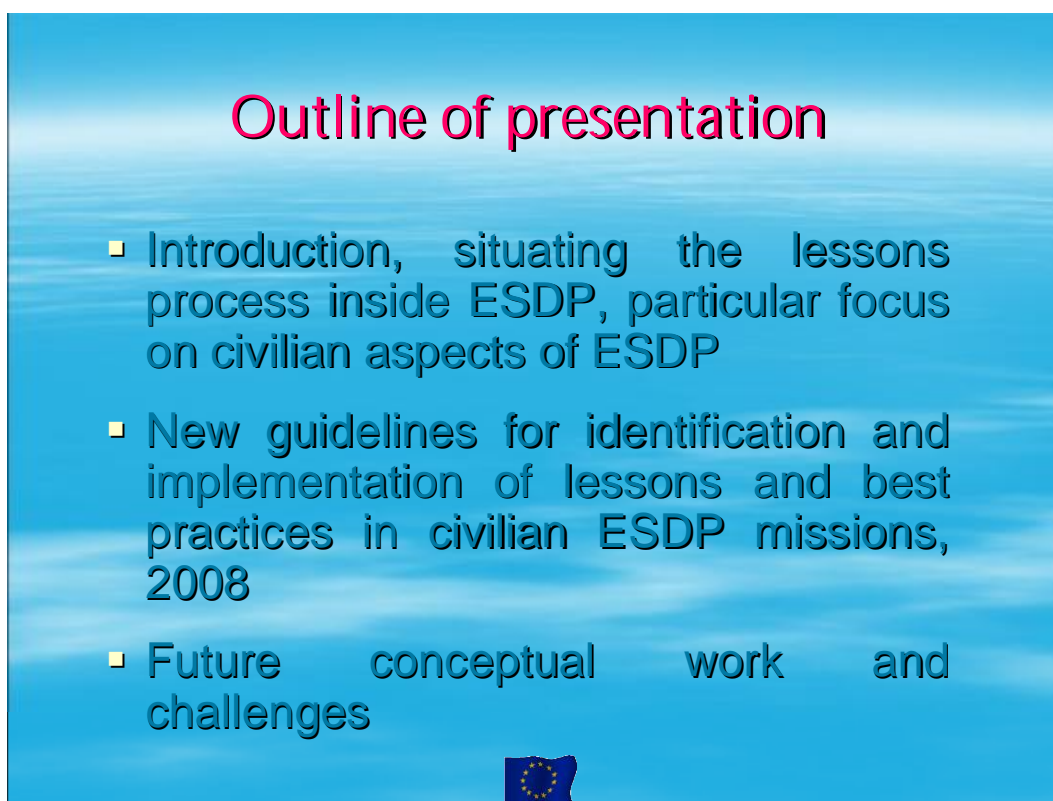 Outline of presentation
Introduction, situating the lessons
process inside ESDP, particular focus
on civilian aspects of ESDP
New guidelines for identification and
implementation of lessons and best
practices in civilian ESDP missions,
2008
Future conceptual work and
challenges